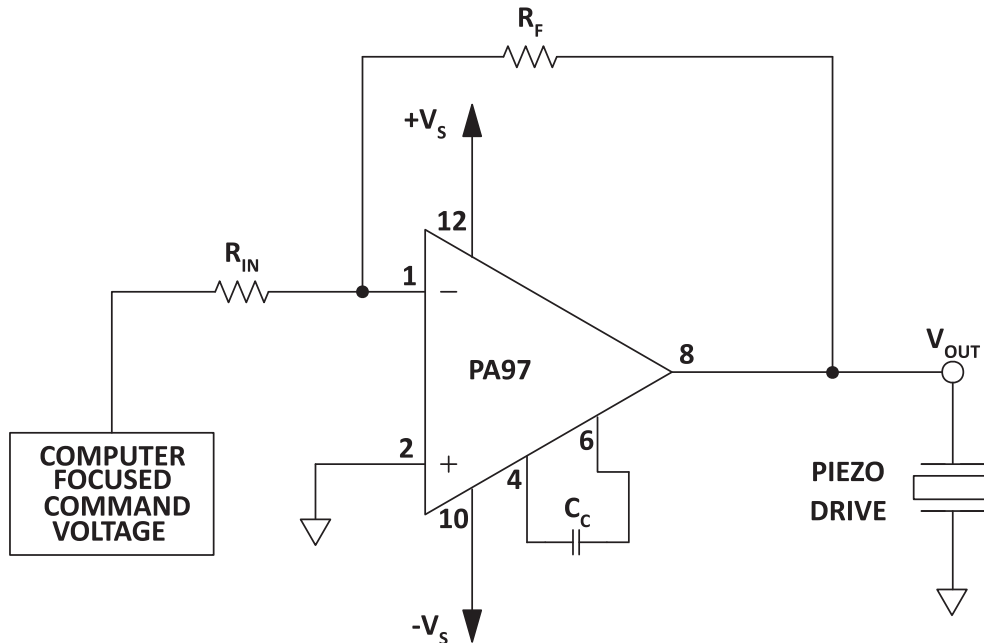 R_F
+V_S
12
R_IN
1
−
PA97
8
V_OUT
2
+
6
4
10
C_C
COMPUTER
FOCUSED
COMMAND
VOLTAGE
PIEZO
DRIVE
-V_S